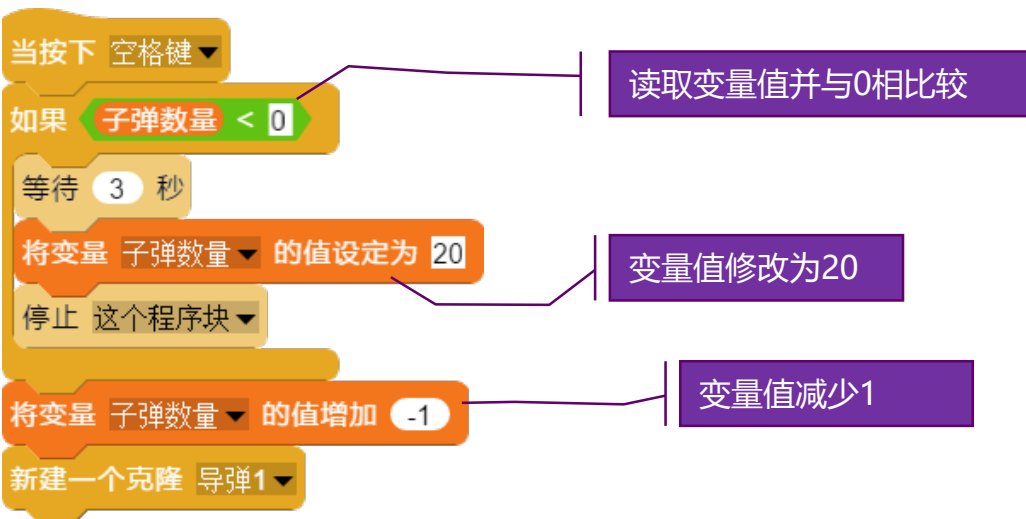 当按下 空格键
读取变量值并与0相比较
如果 子弹数量 < 0
等待 3 秒
将变量 子弹数量 的值设定为 20
变量值修改为20
停止 这个程序块
变量值减少1
将变量 子弹数量 的值增加 -1
新建一个克隆 导弹1